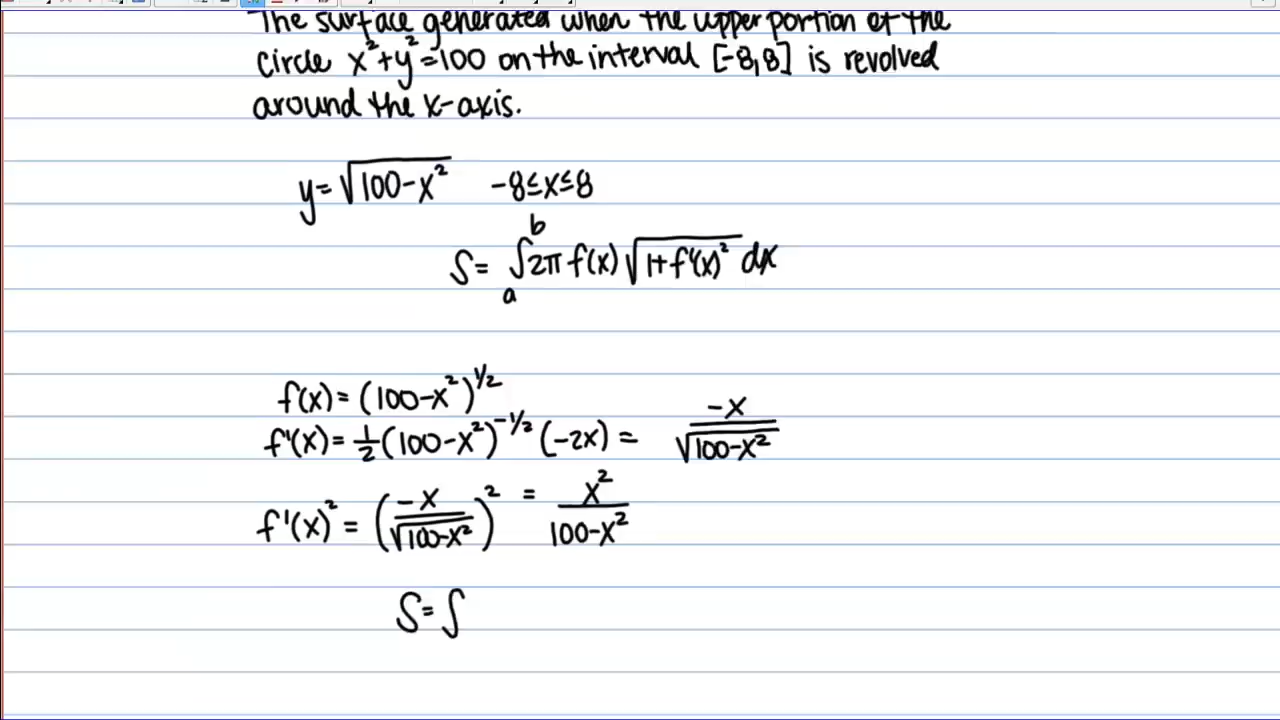 The surface generated when the upper portion of the
circle x²+y²=100 on the interval [-8,8] is revolved
around the x-axis.
y=√(100-x²) -8≤x≤8
S= ∫ₐᵇ 2π f(x) √(1+f'(x)²) dx
f(x)= (100-x²)^1/2
f'(x)= 1/2 (100-x²)^-1/2 (-2x) = -x/√(100-x²)
f'(x)² = (-x/√(100-x²))² = x²/(100-x²)
S= ∫